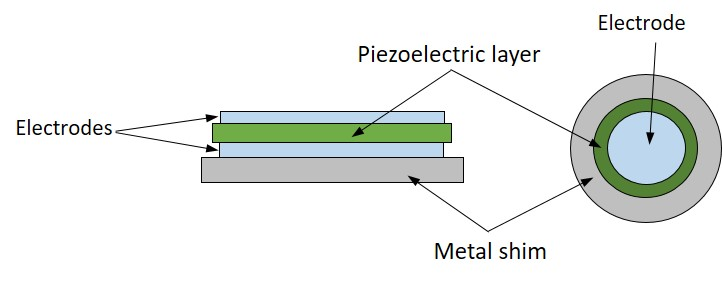 Electrode
Piezoelectric layer
Electrodes
Metal shim